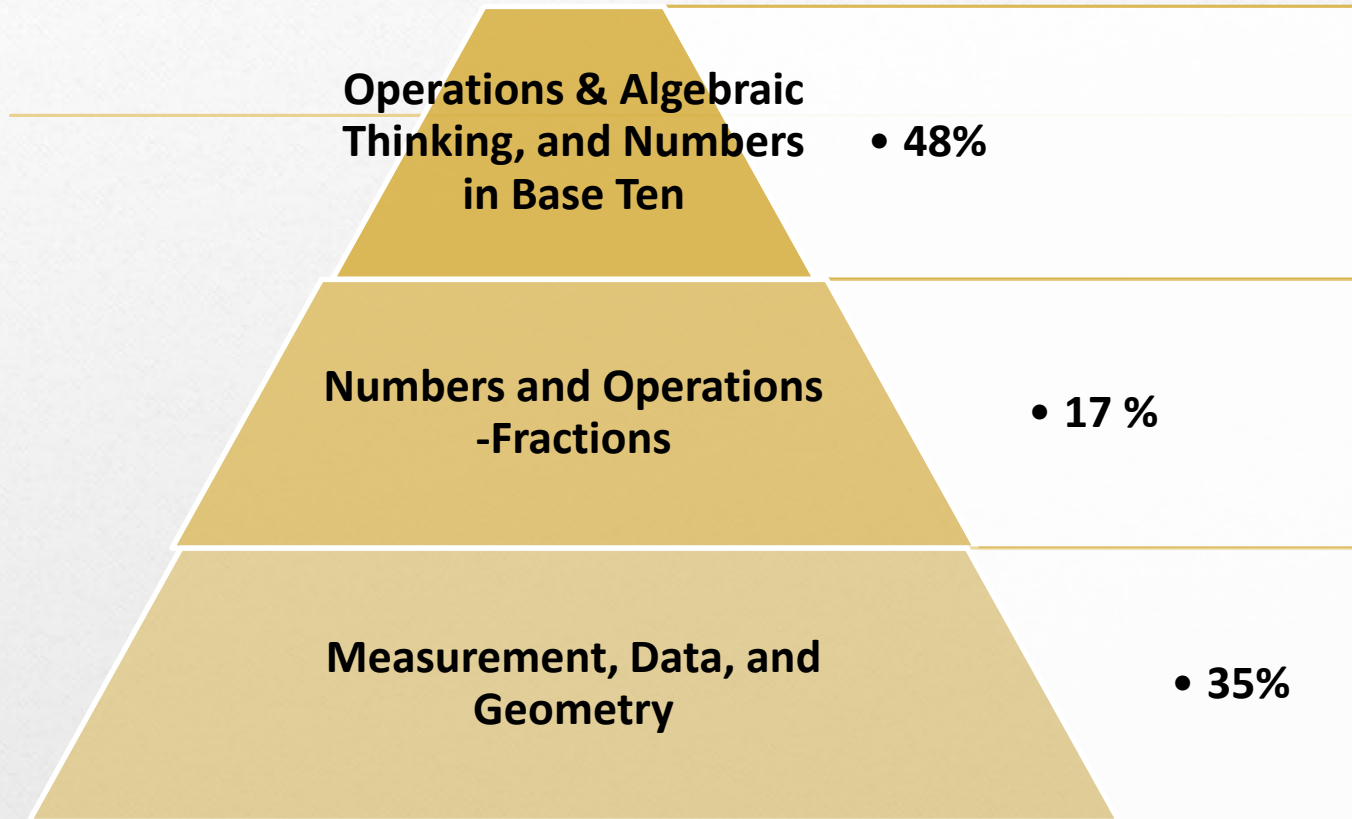 Operations & Algebraic
Thinking, and Numbers
in Base Ten
• 48%
Numbers and Operations
-Fractions
• 17 %
Measurement, Data, and
Geometry
• 35%